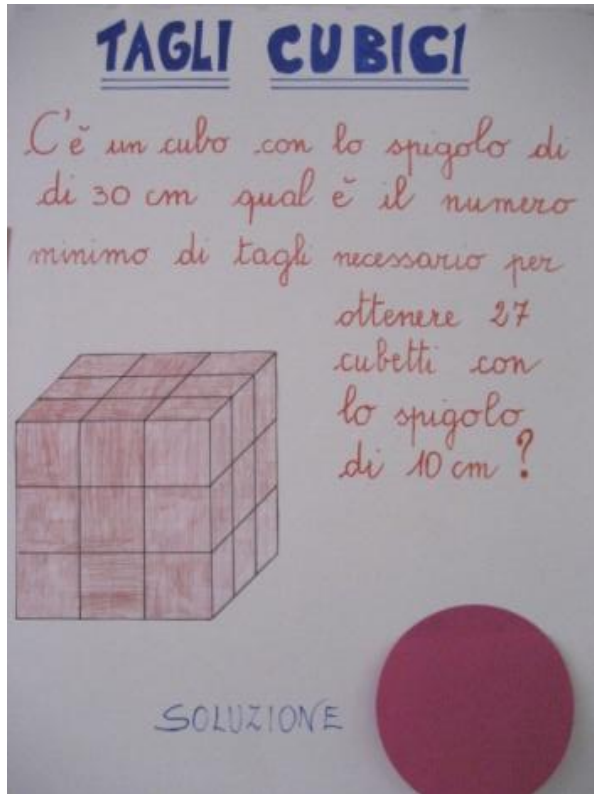 TAGLI CUBICI
C'è un cubo con lo spigolo di
di 30 cm qual è il numero
minimo di tagli necessario per
ottenere 27
cubetti con
lo spigolo
di 10 cm?
SOLUZIONE